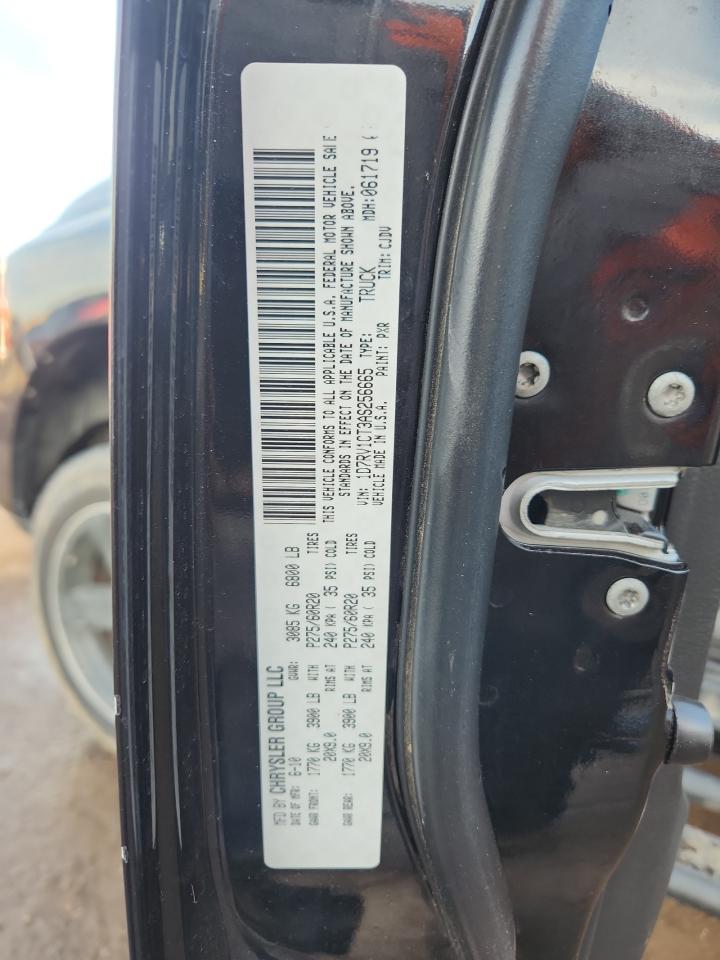 MFD BY CHRYSLER GROUP LLC
DATE OF MFR: 6-10 GVWR: 3085 KG 6800 LB
GAWR FRONT: 1770 KG 3900 LB WITH P275/60R20 TIRES
20X9.0 RIMS AT 240 KPA ( 35 PSI) COLD
GAWR REAR: 1770 KG 3900 LB WITH P275/60R20 TIRES
20X9.0 RIMS AT 240 KPA ( 35 PSI) COLD
THIS VEHICLE CONFORMS TO ALL APPLICABLE U.S.A. FEDERAL MOTOR VEHICLE
STANDARDS IN EFFECT ON THE DATE OF MANUFACTURE SHOWN ABOVE.
VIN: 1D7RV1CT3AS256665 TYPE: TRUCK MDH:061719
VEHICLE MADE IN U.S.A. PAINT: PXR TRIM: CJDV